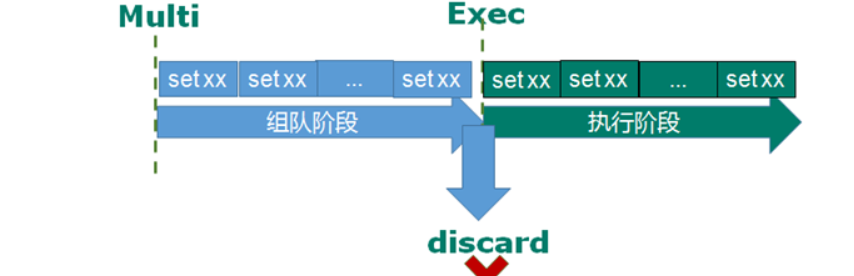 Multi
Exec
set xx set xx ... set xx set xx set xx ... set xx
组队阶段 执行阶段
discard